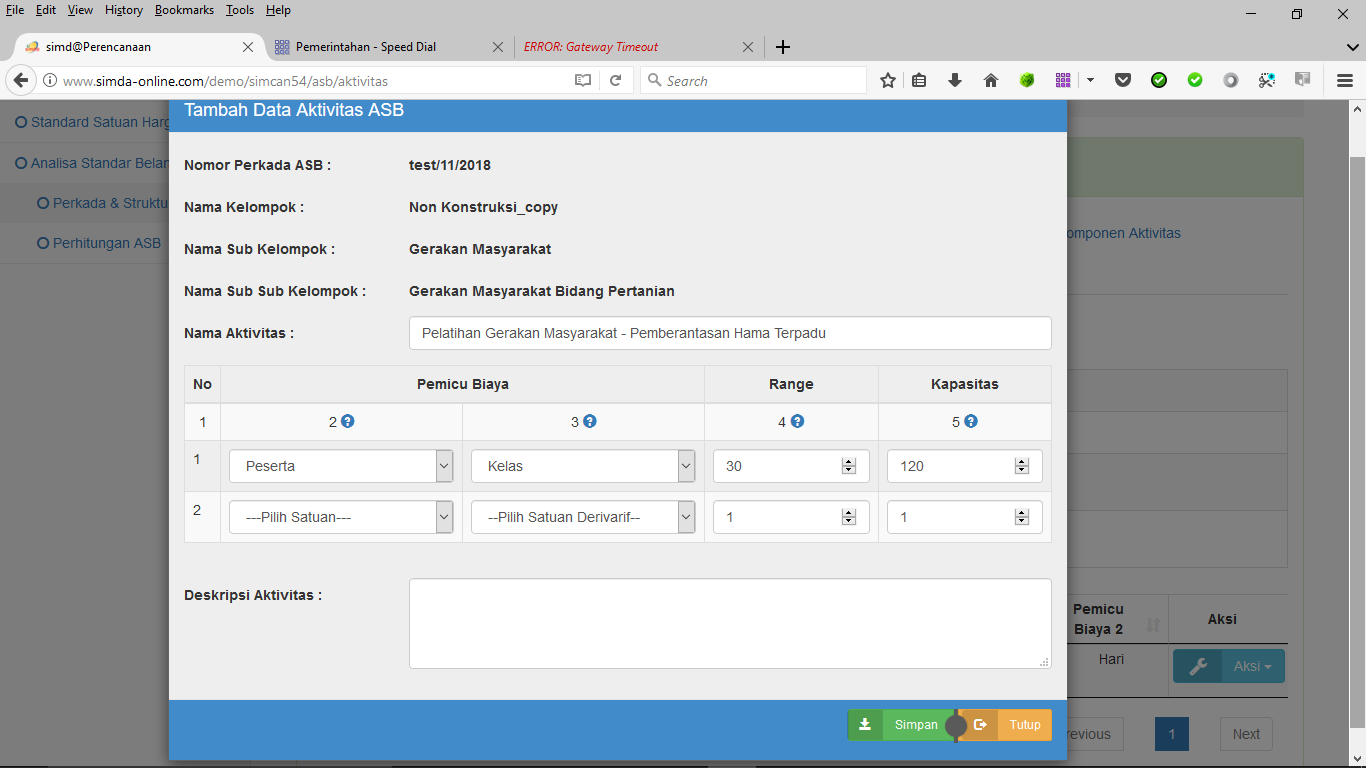 File Edit View History Bookmarks Tools Help
simd@Perencanaan
Pemerintahan - Speed Dial
ERROR: Gateway Timeout
www.simda-online.com/demo/simcan54/asb/aktivitas
Search
Tambah Data Aktivitas ASB
Standard Satuan Harg
Analisa Standar Belan
Perkada & Struktu
Perhitungan ASB
omponen Aktivitas
Nomor Perkada ASB : test/11/2018
Nama Kelompok : Non Konstruksi_copy
Nama Sub Kelompok : Gerakan Masyarakat
Nama Sub Sub Kelompok : Gerakan Masyarakat Bidang Pertanian
Nama Aktivitas : Pelatihan Gerakan Masyarakat - Pemberantasan Hama Terpadu
No Pemicu Biaya Range Kapasitas
1 2 ? 3 ? 4 ? 5 ?
1 Peserta Kelas 30 120
2 ---Pilih Satuan--- --Pilih Satuan Derivarif-- 1 1
Deskripsi Aktivitas :
Pemicu
Biaya 2
Aksi
Hari
Aksi
Simpan
Tutup
revious
1
Next